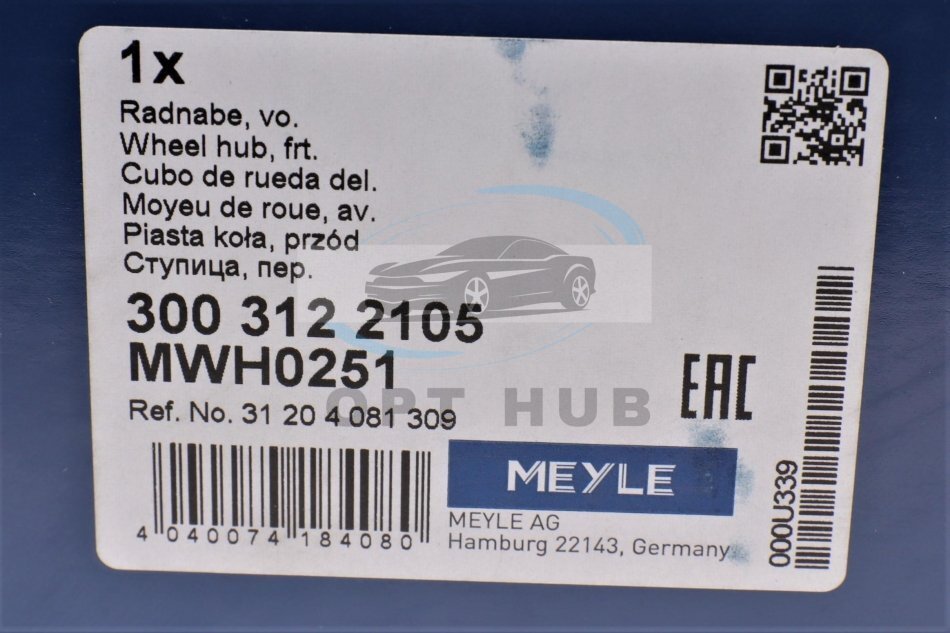 1x
Radnabe, vo.
Wheel hub, frt.
Cubo de rueda del.
Moyeu de roue, av.
Piasta koła, przód
Ступица, пер.
300 312 2105
MWH0251
OPT HUB
Ref. No. 31 20 4 081 309
EAC
MEYLE
MEYLE AG
Hamburg 22143, Germany
4 040074 184080
000U339